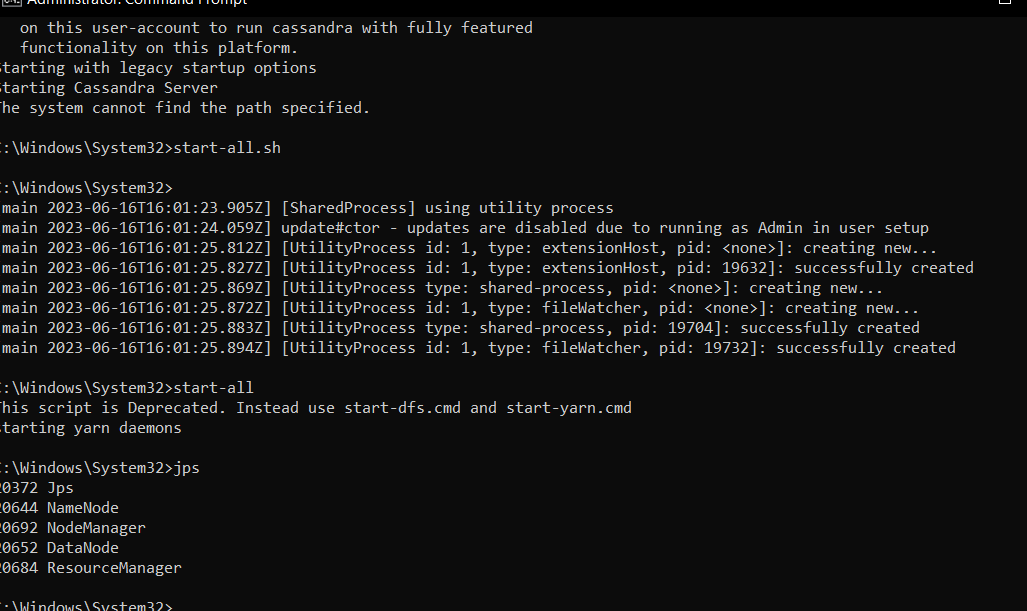 Administrator: Command Prompt
on this user-account to run cassandra with fully featured
functionality on this platform.
tarting with legacy startup options
tarting Cassandra Server
he system cannot find the path specified.
:\Windows\System32>start-all.sh
:\Windows\System32>
main 2023-06-16T16:01:23.905Z] [SharedProcess] using utility process
main 2023-06-16T16:01:24.059Z] update#ctor - updates are disabled due to running as Admin in user setup
main 2023-06-16T16:01:25.812Z] [UtilityProcess id: 1, type: extensionHost, pid: <none>]: creating new...
main 2023-06-16T16:01:25.827Z] [UtilityProcess id: 1, type: extensionHost, pid: 19632]: successfully created
main 2023-06-16T16:01:25.869Z] [UtilityProcess type: shared-process, pid: <none>]: creating new...
main 2023-06-16T16:01:25.872Z] [UtilityProcess id: 1, type: fileWatcher, pid: <none>]: creating new...
main 2023-06-16T16:01:25.883Z] [UtilityProcess type: shared-process, pid: 19704]: successfully created
main 2023-06-16T16:01:25.894Z] [UtilityProcess id: 1, type: fileWatcher, pid: 19732]: successfully created
:\Windows\System32>start-all
his script is Deprecated. Instead use start-dfs.cmd and start-yarn.cmd
tarting yarn daemons
:\Windows\System32>jps
20372 Jps
20644 NameNode
20692 NodeManager
20652 DataNode
20684 ResourceManager
:\Windows\System32>